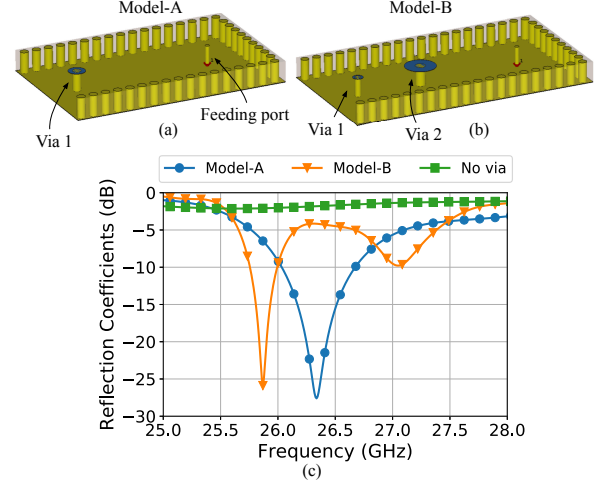 Model-A
Model-B
Feeding port
Via 1
(a)
Via 1
Via 2
(b)
Model-A
Model-B
No via
Reflection Coefficients (dB)
0
−5
−10
−15
−20
−25
−30
25.0
25.5
26.0
26.5
27.0
27.5
28.0
Frequency (GHz)
(c)